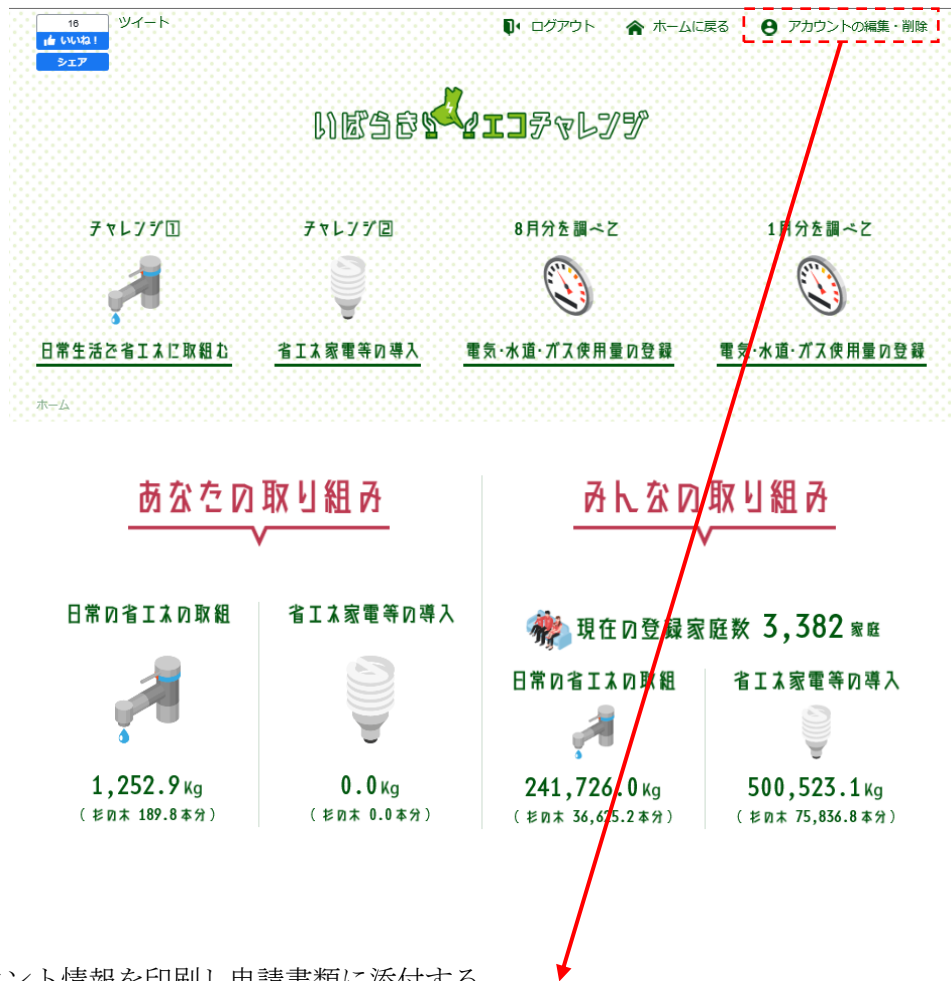 16 ツイート
いいね!
シェア
ログアウト ホームに戻る アカウントの編集・削除
いばらきエコチャレンジ
チャレンジ① チャレンジ② 8月分を調べて 1月分を調べて
日常生活で省エネに取組む 省エネ家電等の導入 電気・水道・ガス使用量の登録 電気・水道・ガス使用量の登録
ホーム
あなたの取り組み みんなの取り組み
日常の省エネの取組 省エネ家電等の導入
現在の登録家庭数 3,382 家庭
日常の省エネの取組 省エネ家電等の導入
1,252.9 Kg 0.0 Kg 241,726.0 Kg 500,523.1 Kg
(杉の木 189.8本分) (杉の木 0.0本分) (杉の木 36,625.2本分) (杉の木 75,836.8本分)
ント情報を印刷し申請書類に添付する